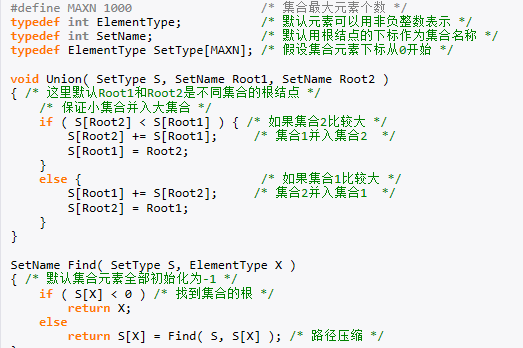 #define MAXN 1000                  /* 集合最大元素个数 */
typedef int ElementType;           /* 默认元素可以用非负整数表示 */
typedef int SetName;               /* 默认用根结点的下标作为集合名称 */
typedef ElementType SetType[MAXN]; /* 假设集合元素下标从0开始 */
void Union( SetType S, SetName Root1, SetName Root2 )
{ /* 这里默认Root1和Root2是不同集合的根结点 */
    /* 保证小集合并入大集合 */
    if ( S[Root2] < S[Root1] ) { /* 如果集合2比较大 */
        S[Root2] += S[Root1];     /* 集合1并入集合2  */
        S[Root1] = Root2;
    }
    else {                         /* 如果集合1比较大 */
        S[Root1] += S[Root2];     /* 集合2并入集合1  */
        S[Root2] = Root1;
    }
}
SetName Find( SetType S, ElementType X )
{ /* 默认集合元素全部初始化为-1 */
    if ( S[X] < 0 ) /* 找到集合的根 */
        return X;
    else
        return S[X] = Find( S, S[X] ); /* 路径压缩 */